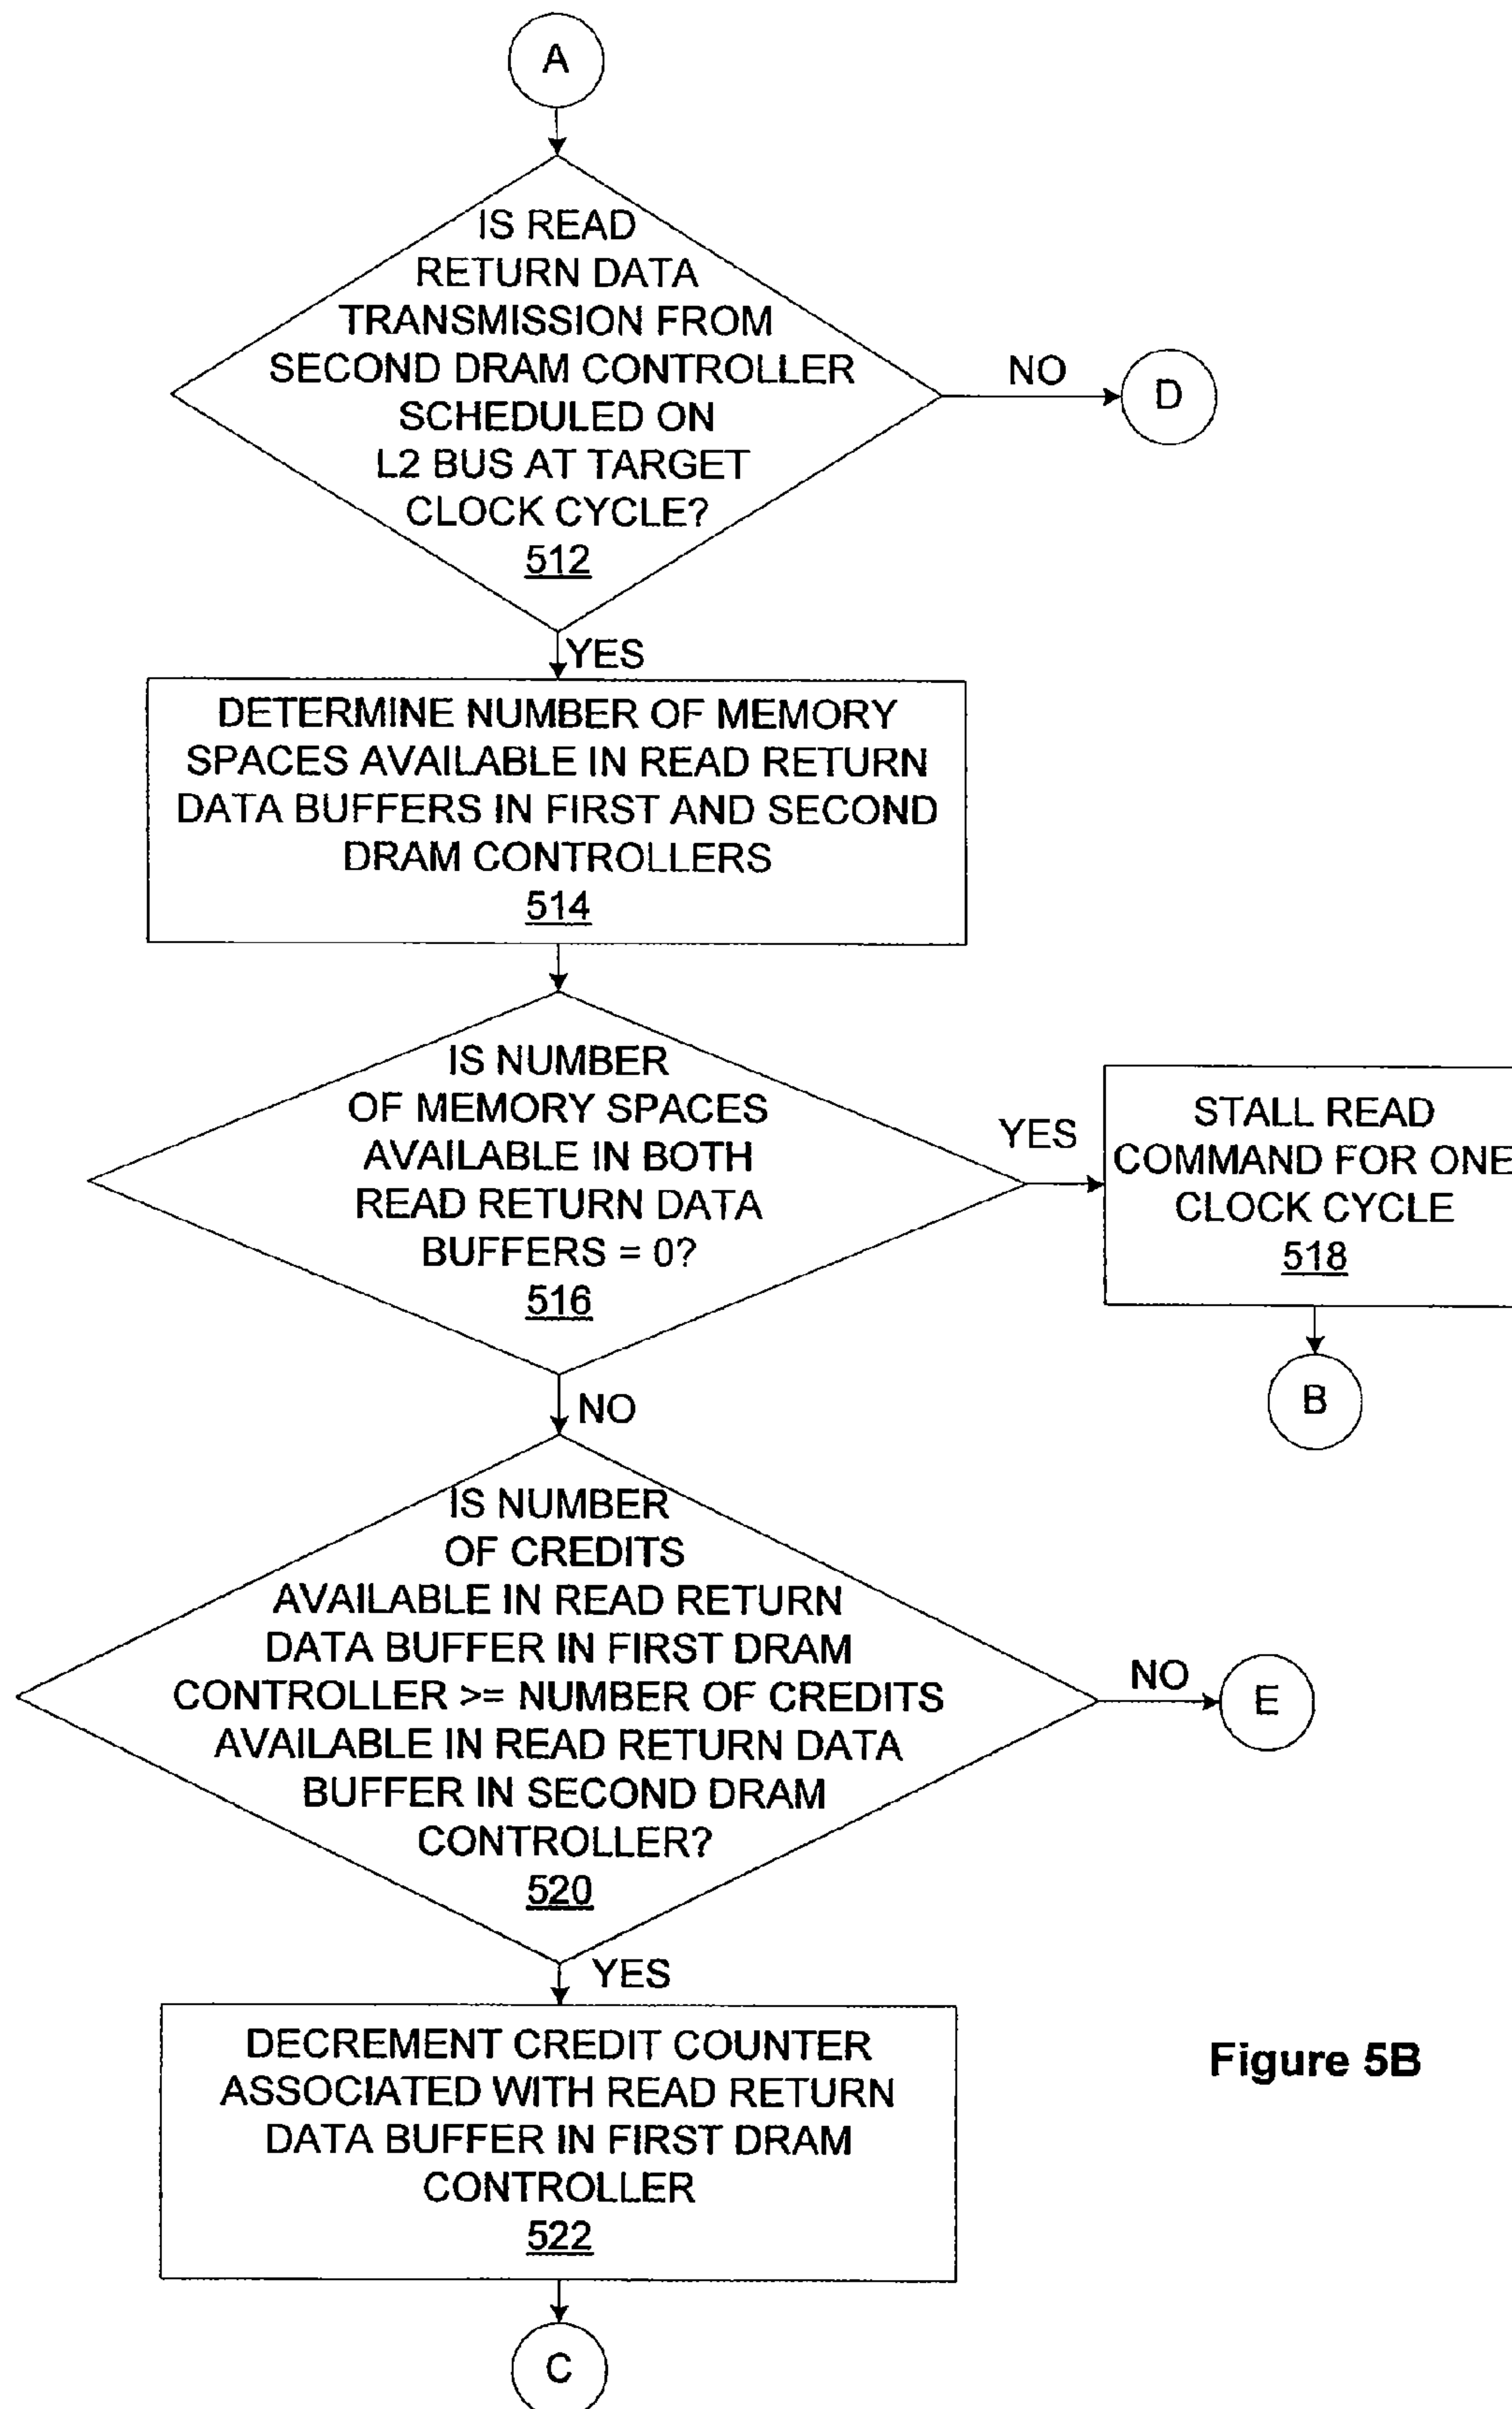 A
IS READ
RETURN DATA
TRANSMISSION FROM
SECOND DRAM CONTROLLER
SCHEDULED ON
L2 BUS AT TARGET
CLOCK CYCLE?
512
NO
D
YES
DETERMINE NUMBER OF MEMORY
SPACES AVAILABLE IN READ RETURN
DATA BUFFERS IN FIRST AND SECOND
DRAM CONTROLLERS
514
IS NUMBER
OF MEMORY SPACES
AVAILABLE IN BOTH
READ RETURN DATA
BUFFERS = 0?
516
YES
STALL READ
COMMAND FOR ONE
CLOCK CYCLE
518
B
NO
IS NUMBER
OF CREDITS
AVAILABLE IN READ RETURN
DATA BUFFER IN FIRST DRAM
CONTROLLER >= NUMBER OF CREDITS
AVAILABLE IN READ RETURN DATA
BUFFER IN SECOND DRAM
CONTROLLER?
520
NO
E
YES
DECREMENT CREDIT COUNTER
ASSOCIATED WITH READ RETURN
DATA BUFFER IN FIRST DRAM
CONTROLLER
522
C
Figure 5B